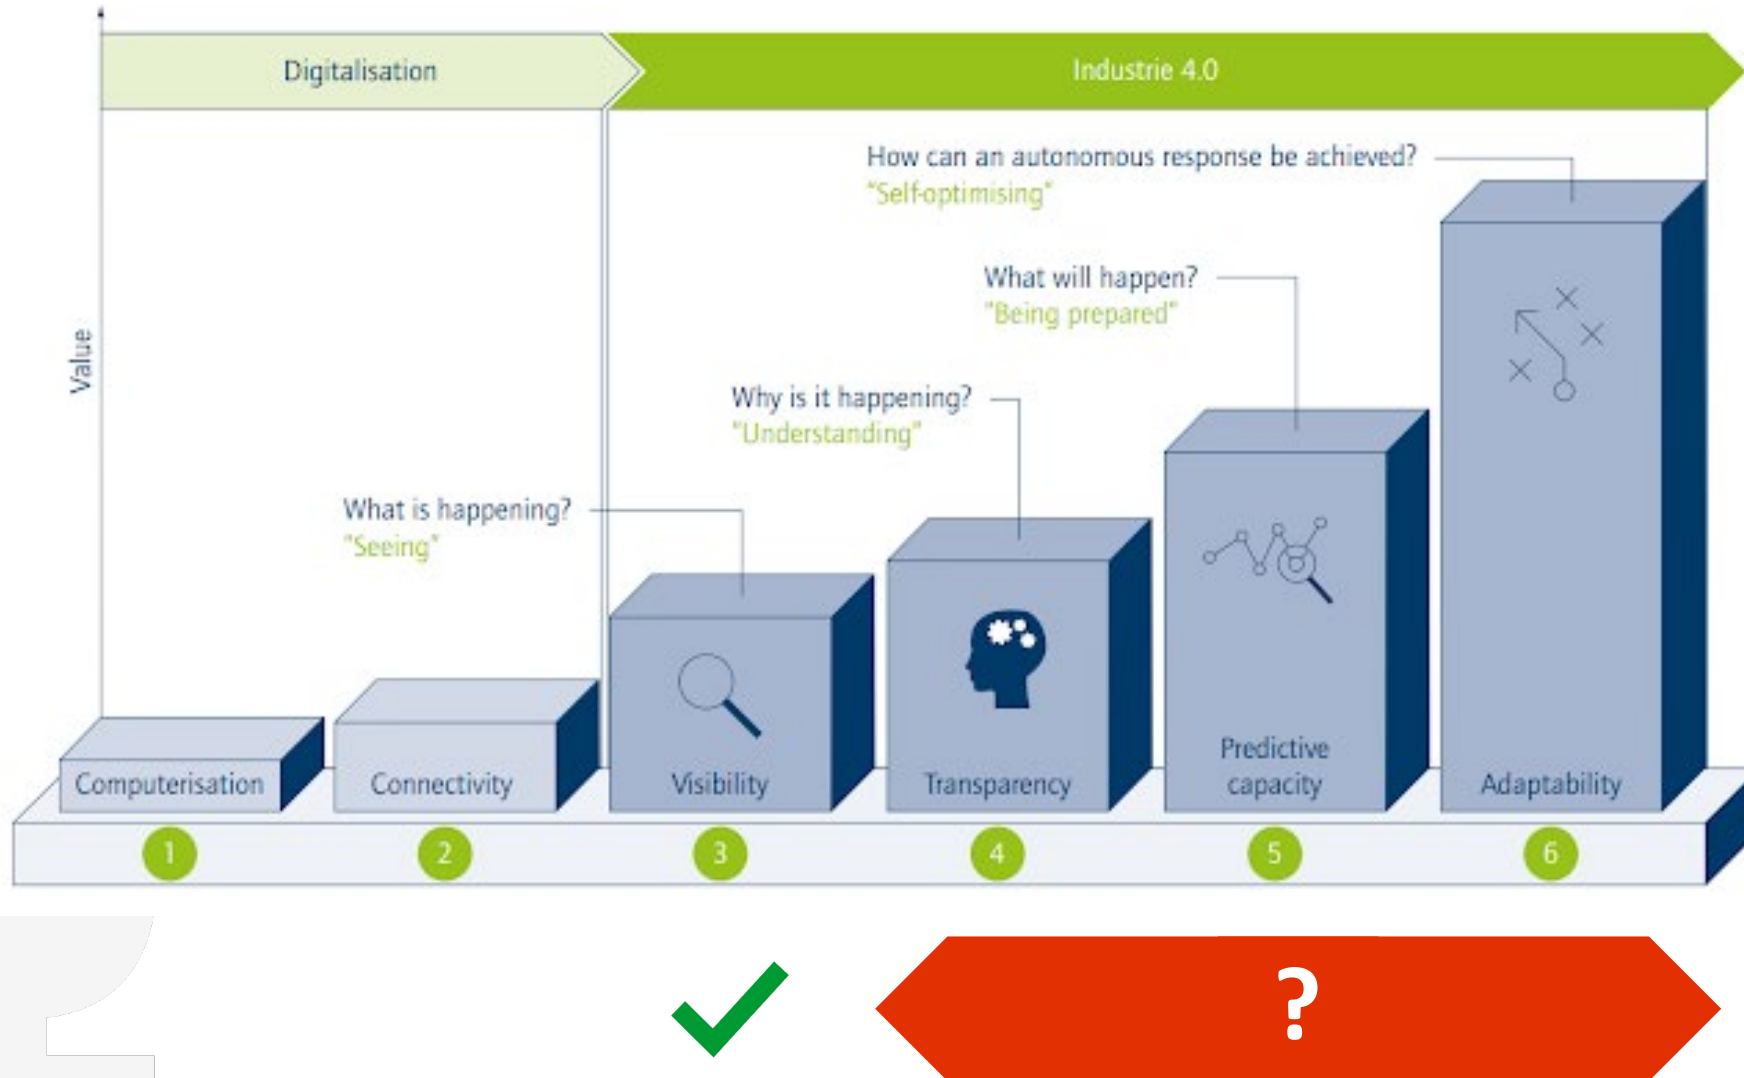 Digitalisation
Industrie 4.0
How can an autonomous response be achieved?
"Self-optimising"
What will happen?
"Being prepared"
Why is it happening?
"Understanding"
What is happening?
"Seeing"
Value
Computerisation
Connectivity
Visibility
Transparency
Predictive
capacity
Adaptability
1
2
3
4
5
6
?